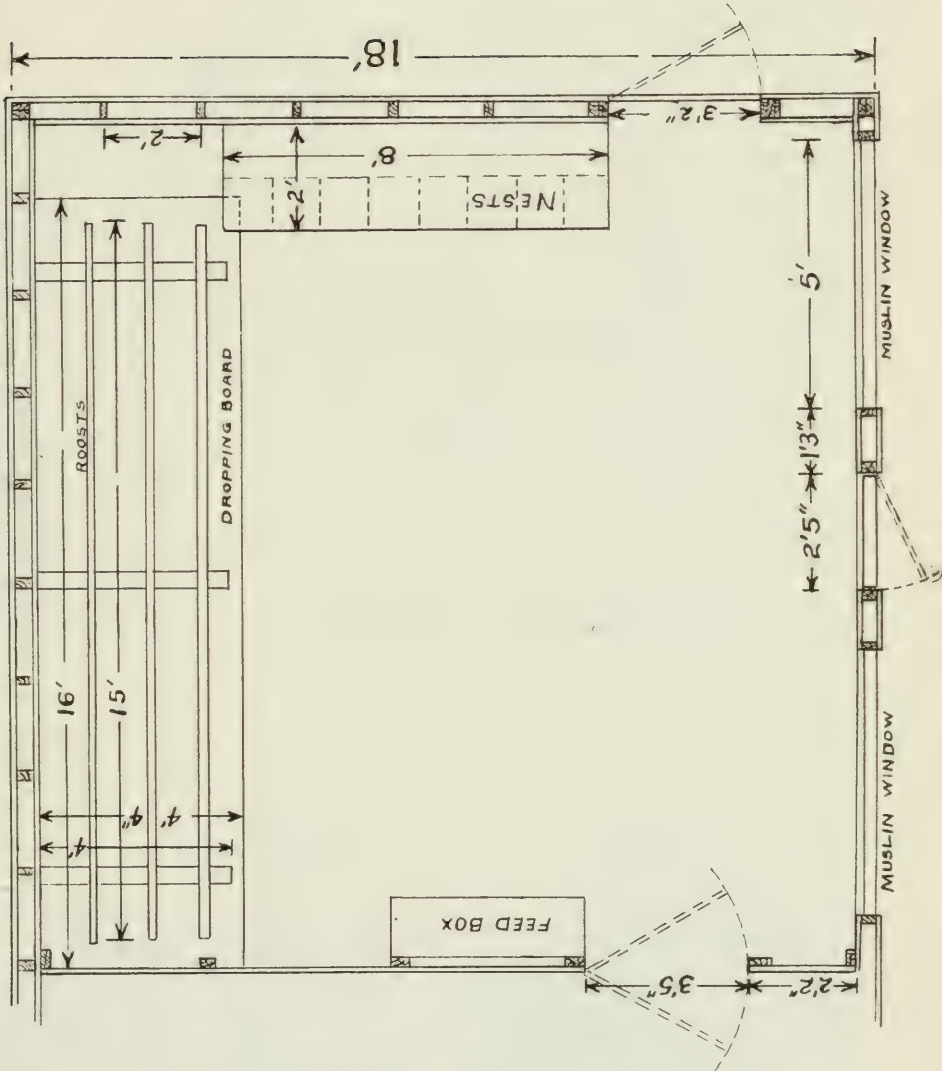 18'
3'2"
2'
8'
2'
NESTS
MUSLIN WINDOW
5'
ROOSTS
DROPPING BOARD
1'3"
2'5"
16'
15'
4' 4"
4'
MUSLIN WINDOW
FEED BOX
3'5"
2'2"